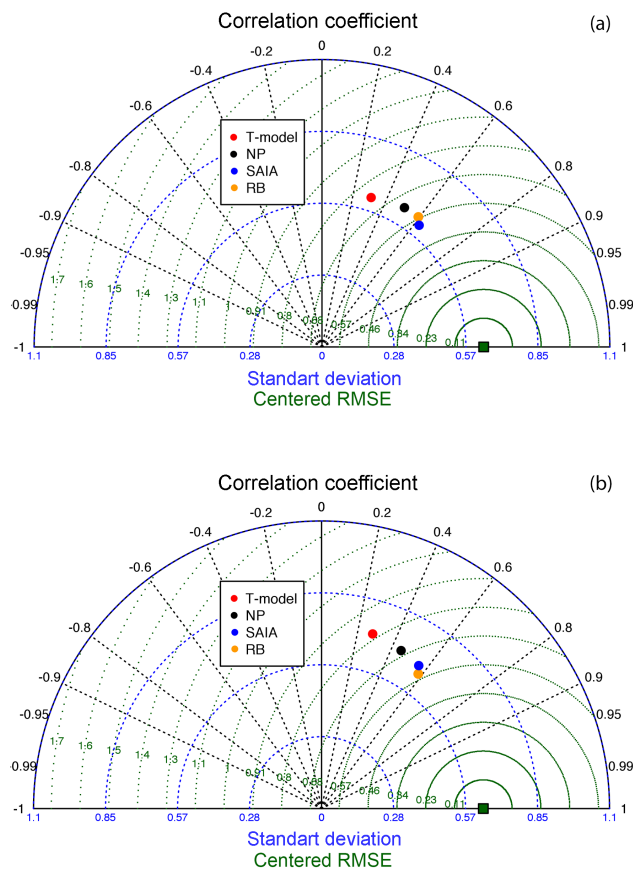 Correlation coefficient
(a)
0
-0.2 0.2
-0.4 0.4
-0.6 0.6
T-model
NP
SAIA
RB
-0.8 0.8
-0.9 0.9
-0.95 0.95
-0.99 0.99
1.7 1.6 1.5 1.4 1.3 1.1 1 0.91 0.8 0.68 0.57 0.46 0.34 0.23 0.11
-1 1
1.1 0.85 0.57 0.28 0 0.28 0.57 0.85 1.1
Standart deviation
Centered RMSE
Correlation coefficient
(b)
0
-0.2 0.2
-0.4 0.4
-0.6 0.6
T-model
NP
SAIA
RB
-0.8 0.8
-0.9 0.9
-0.95 0.95
-0.99 0.99
1.7 1.6 1.5 1.4 1.3 1.1 1 0.91 0.8 0.68 0.57 0.46 0.34 0.23 0.11
-1 1
1.1 0.85 0.57 0.28 0 0.28 0.57 0.85 1.1
Standart deviation
Centered RMSE